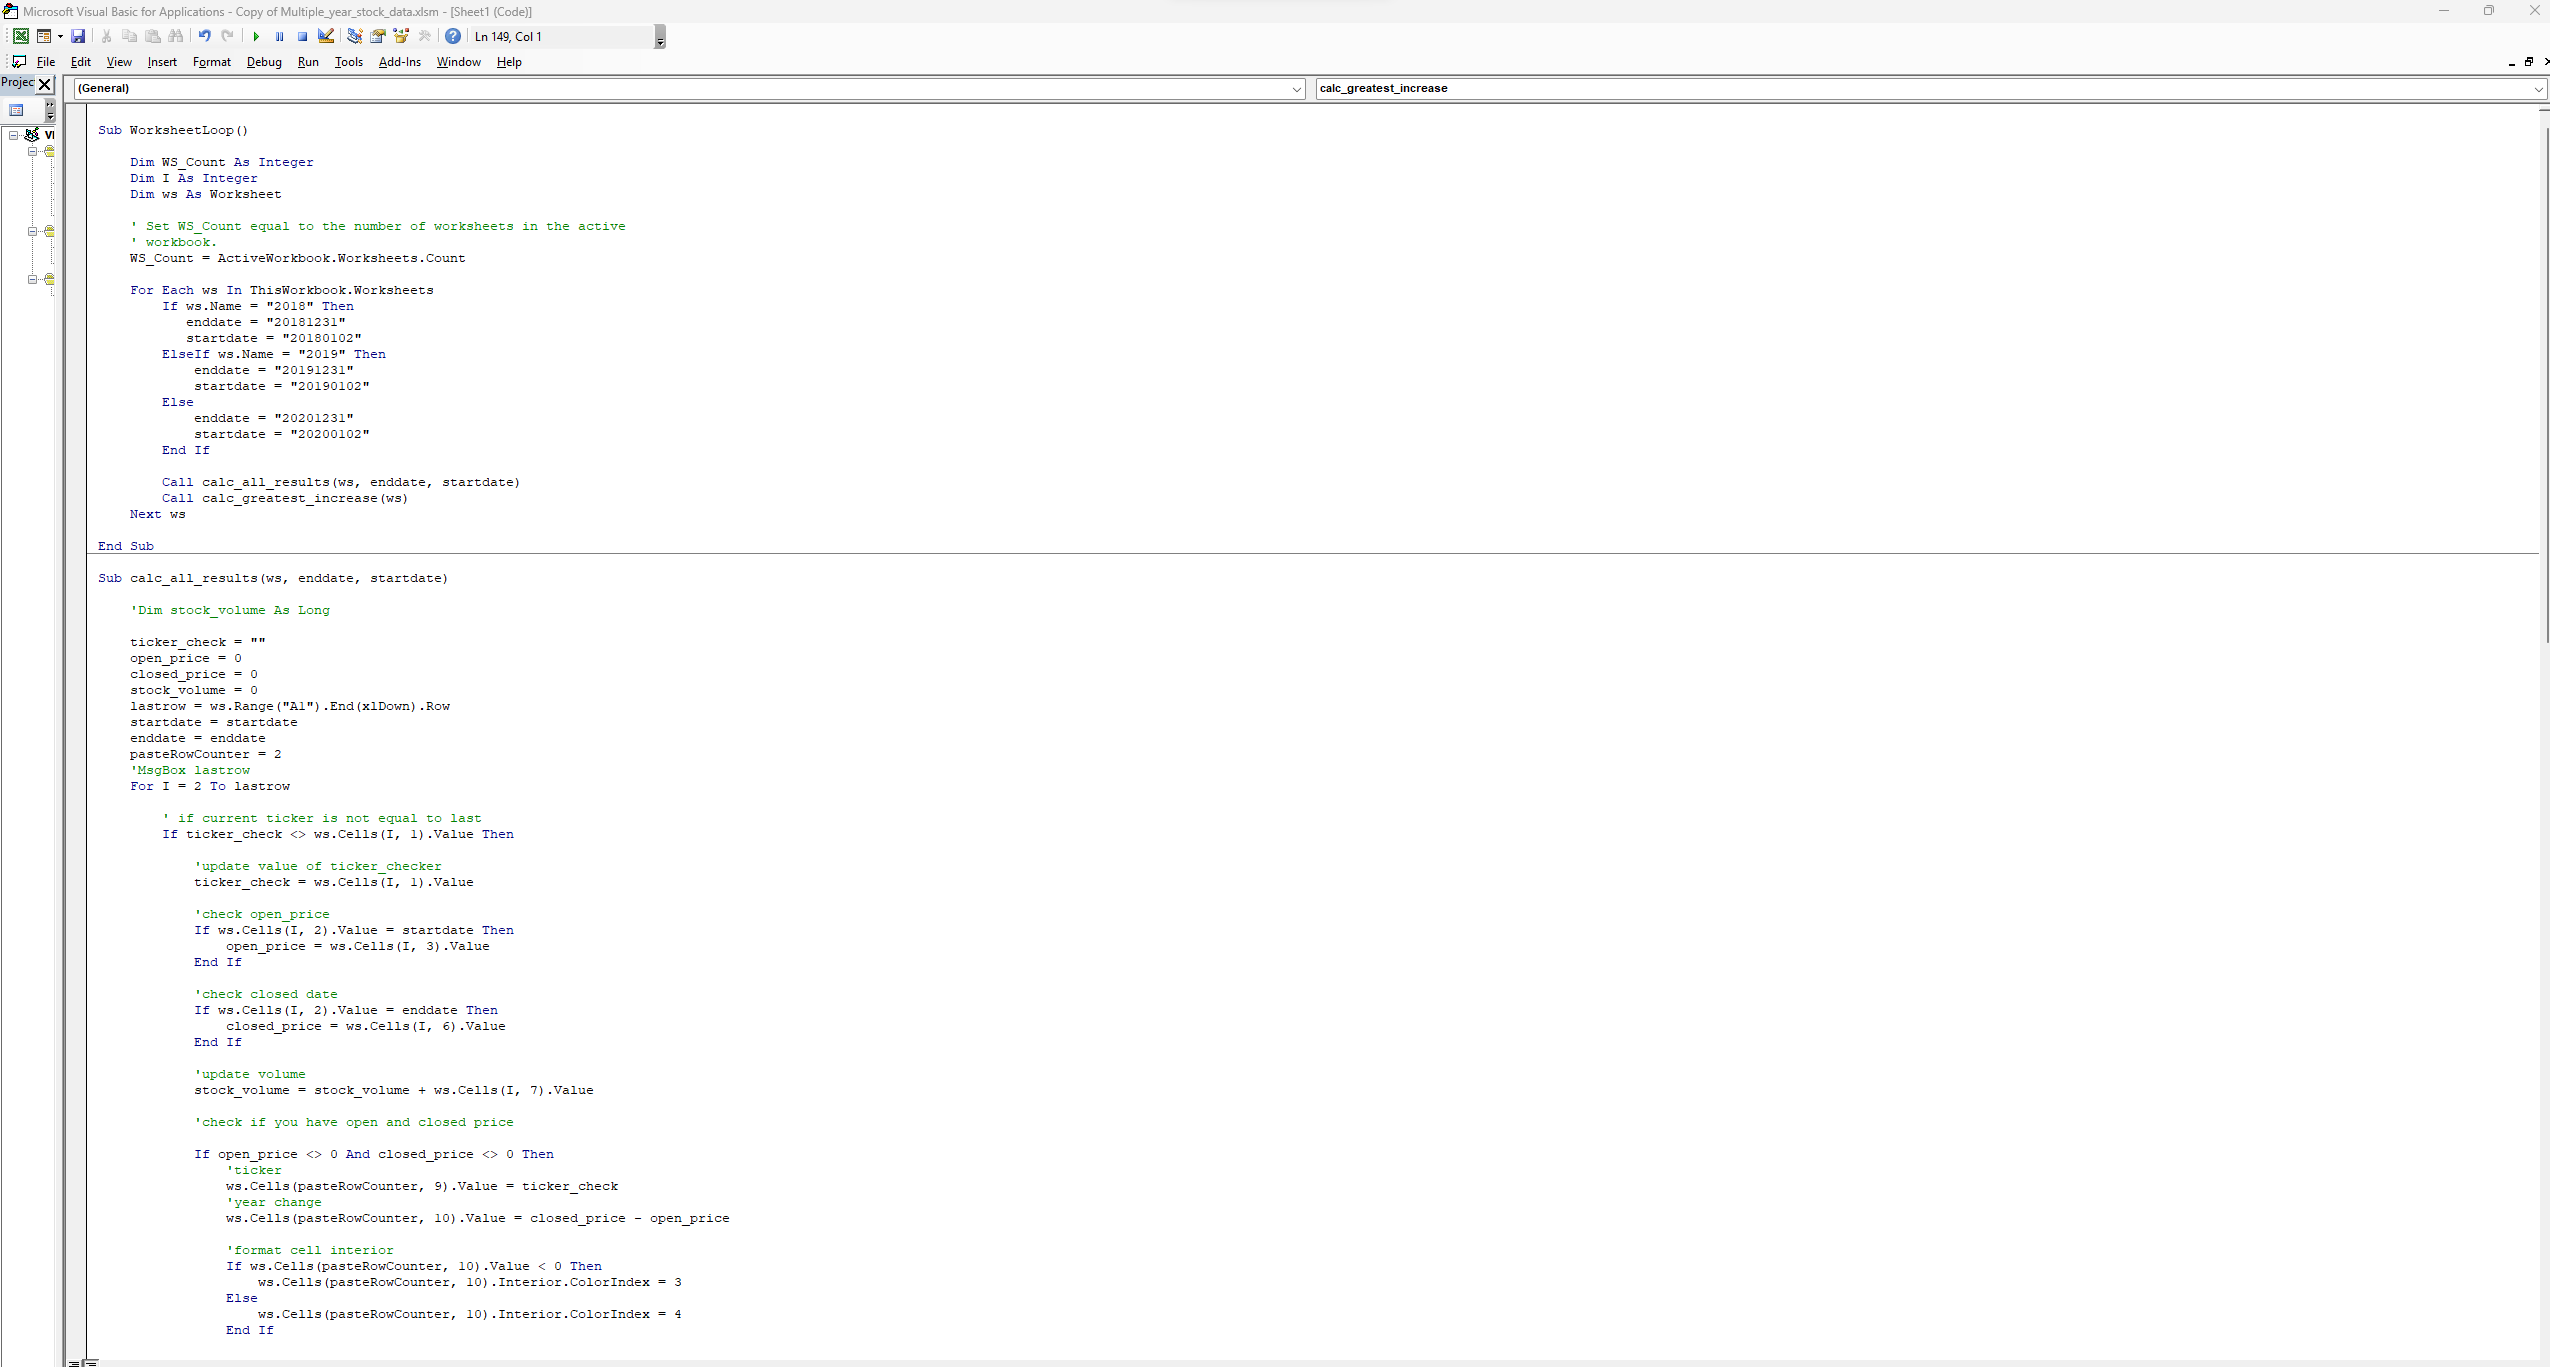 Microsoft Visual Basic for Applications - Copy of Multiple_year_stock_data.xlsm - [Sheet1 (Code)]
Ln 149, Col 1
File Edit View Insert Format Debug Run Tools Add-Ins Window Help
Projec
(General) calc_greatest_increase
Sub WorksheetLoop()
Dim WS_Count As Integer
Dim I As Integer
Dim ws As Worksheet
' Set WS_Count equal to the number of worksheets in the active
' workbook.
WS_Count = ActiveWorkbook.Worksheets.Count
For Each ws In ThisWorkbook.Worksheets
If ws.Name = "2018" Then
enddate = "20181231"
startdate = "20180102"
ElseIf ws.Name = "2019" Then
enddate = "20191231"
startdate = "20190102"
Else
enddate = "20201231"
startdate = "20200102"
End If
Call calc_all_results(ws, enddate, startdate)
Call calc_greatest_increase(ws)
Next ws
End Sub
Sub calc_all_results(ws, enddate, startdate)
'Dim stock_volume As Long
ticker_check = ""
open_price = 0
closed_price = 0
stock_volume = 0
lastrow = ws.Range("A1").End(xlDown).Row
startdate = startdate
enddate = enddate
pasteRowCounter = 2
'MsgBox lastrow
For I = 2 To lastrow
' if current ticker is not equal to last
If ticker_check <> ws.Cells(I, 1).Value Then
'update value of ticker_checker
ticker_check = ws.Cells(I, 1).Value
'check open_price
If ws.Cells(I, 2).Value = startdate Then
open_price = ws.Cells(I, 3).Value
End If
'check closed date
If ws.Cells(I, 2).Value = enddate Then
closed_price = ws.Cells(I, 6).Value
End If
'update volume
stock_volume = stock_volume + ws.Cells(I, 7).Value
'check if you have open and closed price
If open_price <> 0 And closed_price <> 0 Then
'ticker
ws.Cells(pasteRowCounter, 9).Value = ticker_check
'year change
ws.Cells(pasteRowCounter, 10).Value = closed_price - open_price
'format cell interior
If ws.Cells(pasteRowCounter, 10).Value < 0 Then
ws.Cells(pasteRowCounter, 10).Interior.ColorIndex = 3
Else
ws.Cells(pasteRowCounter, 10).Interior.ColorIndex = 4
End If